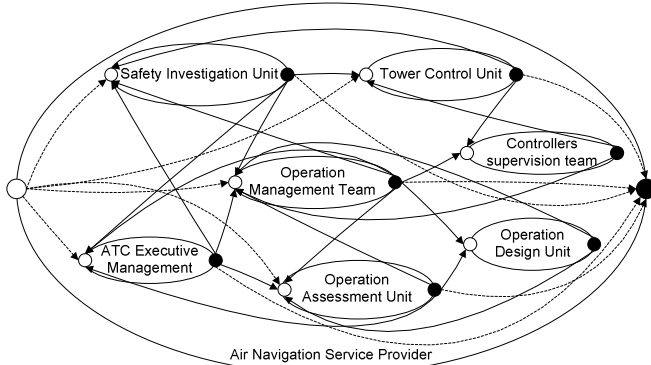 Safety Investigation Unit
Tower Control Unit
Controllers
supervision team
Operation
Management Team
ATC Executive
Management
Operation
Design Unit
Operation
Assessment Unit
Air Navigation Service Provider